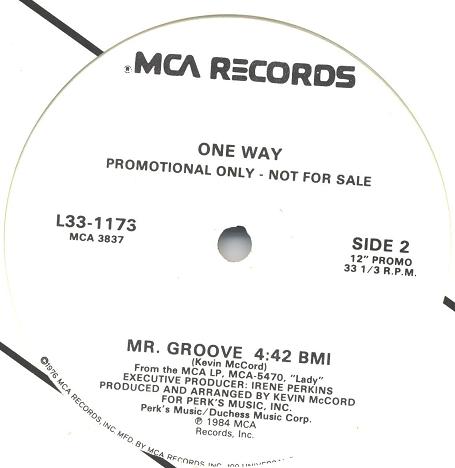 ® MCA RECORDS
ONE WAY
PROMOTIONAL ONLY - NOT FOR SALE
L33-1173
MCA 3837
SIDE 2
12" PROMO
33 1/3 R.P.M.
MR. GROOVE 4:42 BMI
(Kevin McCord)
From the MCA LP, MCA-5470, "Lady"
EXECUTIVE PRODUCER: IRENE PERKINS
PRODUCED AND ARRANGED BY KEVIN McCORD
FOR PERK'S MUSIC, INC.
Perk's Music/Duchess Music Corp.
℗ 1984 MCA
Records, Inc.
©1976 MCA RECORDS, INC. MFD BY MCA RECORDS, INC.